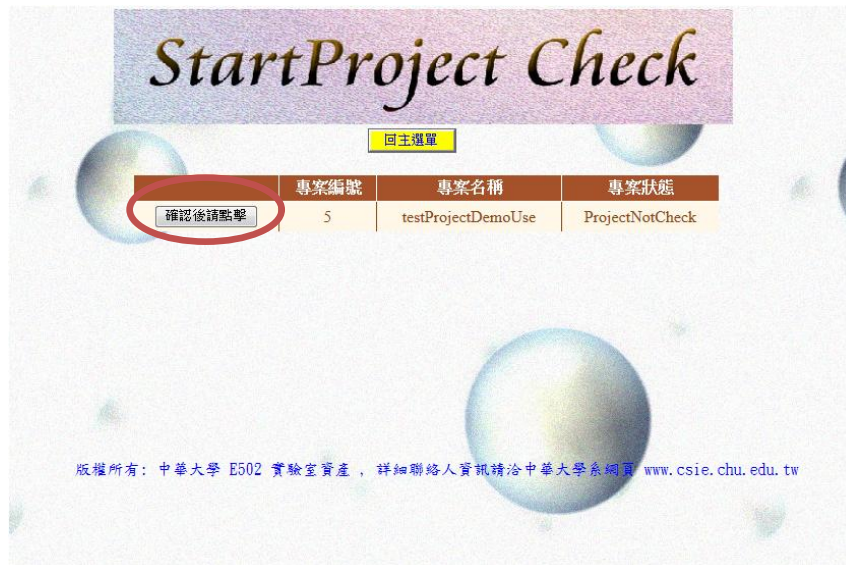 StartProject Check
回主選單
專案編號 專案名稱 專案狀態
確認後請點擊 5 testProjectDemoUse ProjectNotCheck
版權所有: 中華大學 E502 實驗室資產 , 詳細聯絡人資訊請洽中華大學系網頁 www.csie.chu.edu.tw